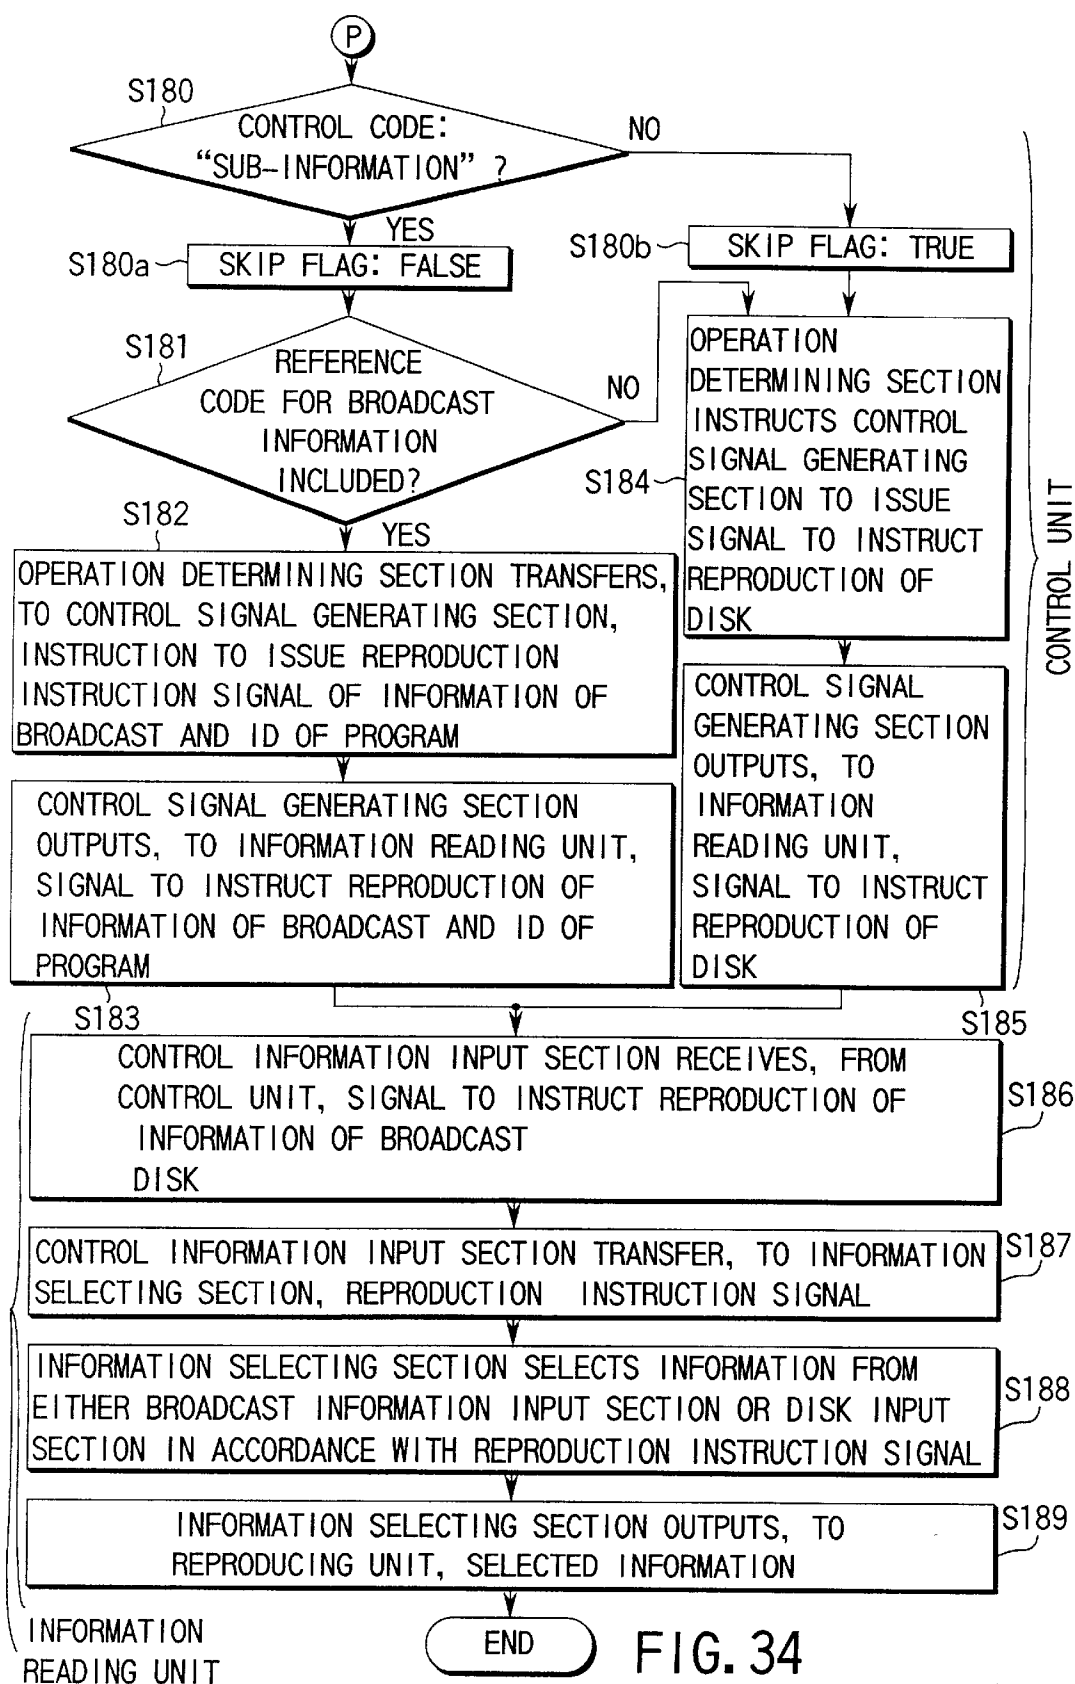 P
S180
CONTROL CODE:
“SUB-INFORMATION” ?
NO
YES
S180a
SKIP FLAG: FALSE
S180b
SKIP FLAG: TRUE
S181
REFERENCE
CODE FOR BROADCAST
INFORMATION
INCLUDED?
NO
YES
S184
OPERATION
DETERMINING SECTION
INSTRUCTS CONTROL
SIGNAL GENERATING
SECTION TO ISSUE
SIGNAL TO INSTRUCT
REPRODUCTION OF
DISK
CONTROL UNIT
S182
OPERATION DETERMINING SECTION TRANSFERS,
TO CONTROL SIGNAL GENERATING SECTION,
INSTRUCTION TO ISSUE REPRODUCTION
INSTRUCTION SIGNAL OF INFORMATION OF
BROADCAST AND ID OF PROGRAM
CONTROL SIGNAL GENERATING SECTION
OUTPUTS, TO INFORMATION READING UNIT,
SIGNAL TO INSTRUCT REPRODUCTION OF
INFORMATION OF BROADCAST AND ID OF
PROGRAM
S183
CONTROL SIGNAL
GENERATING SECTION
OUTPUTS, TO
INFORMATION
READING UNIT,
SIGNAL TO INSTRUCT
REPRODUCTION OF
DISK
S185
CONTROL INFORMATION INPUT SECTION RECEIVES, FROM
CONTROL UNIT, SIGNAL TO INSTRUCT REPRODUCTION OF
INFORMATION OF BROADCAST
DISK
S186
CONTROL INFORMATION INPUT SECTION TRANSFER, TO INFORMATION
SELECTING SECTION, REPRODUCTION INSTRUCTION SIGNAL
S187
INFORMATION SELECTING SECTION SELECTS INFORMATION FROM
EITHER BROADCAST INFORMATION INPUT SECTION OR DISK INPUT
SECTION IN ACCORDANCE WITH REPRODUCTION INSTRUCTION SIGNAL
S188
INFORMATION SELECTING SECTION OUTPUTS, TO
REPRODUCING UNIT, SELECTED INFORMATION
S189
INFORMATION
READING UNIT
END
FIG. 34